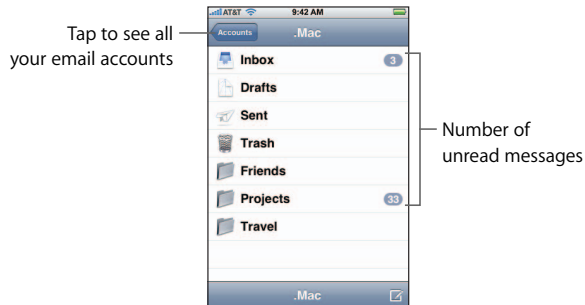 AT&T 9:42 AM
Tap to see all
your email accounts
Accounts
.Mac
Inbox 3
Drafts
Sent
Trash
Friends
Projects 33
Travel
Number of
unread messages
.Mac